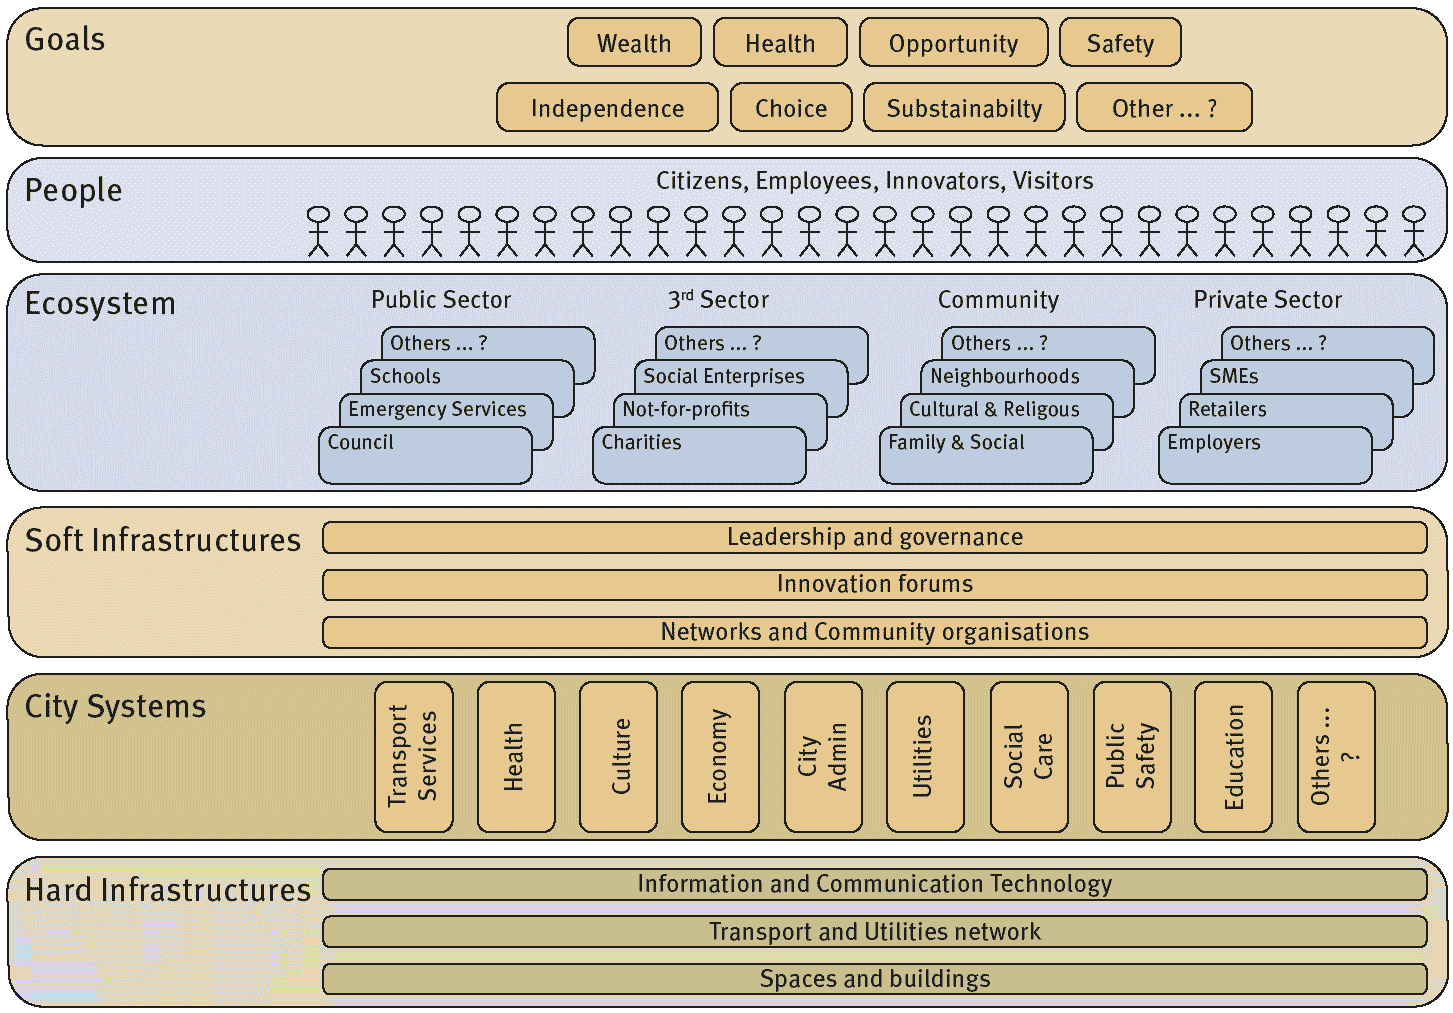 Goals
Wealth
Health
Opportunity
Safety
Independence
Choice
Substainabilty
Other ... ?
People
Citizens, Employees, Innovators, Visitors
Ecosystem
Public Sector
Others ... ?
Schools
Emergency Services
Council
3rd Sector
Others ... ?
Social Enterprises
Not-for-profits
Charities
Community
Others ... ?
Neighbourhoods
Cultural & Religous
Family & Social
Private Sector
Others ... ?
SMEs
Retailers
Employers
Soft Infrastructures
Leadership and governance
Innovation forums
Networks and Community organisations
City Systems
Transport
Services
Health
Culture
Economy
City
Admin
Utilities
Social
Care
Public
Safety
Education
Others ...
?
Hard Infrastructures
Information and Communication Technology
Transport and Utilities network
Spaces and buildings